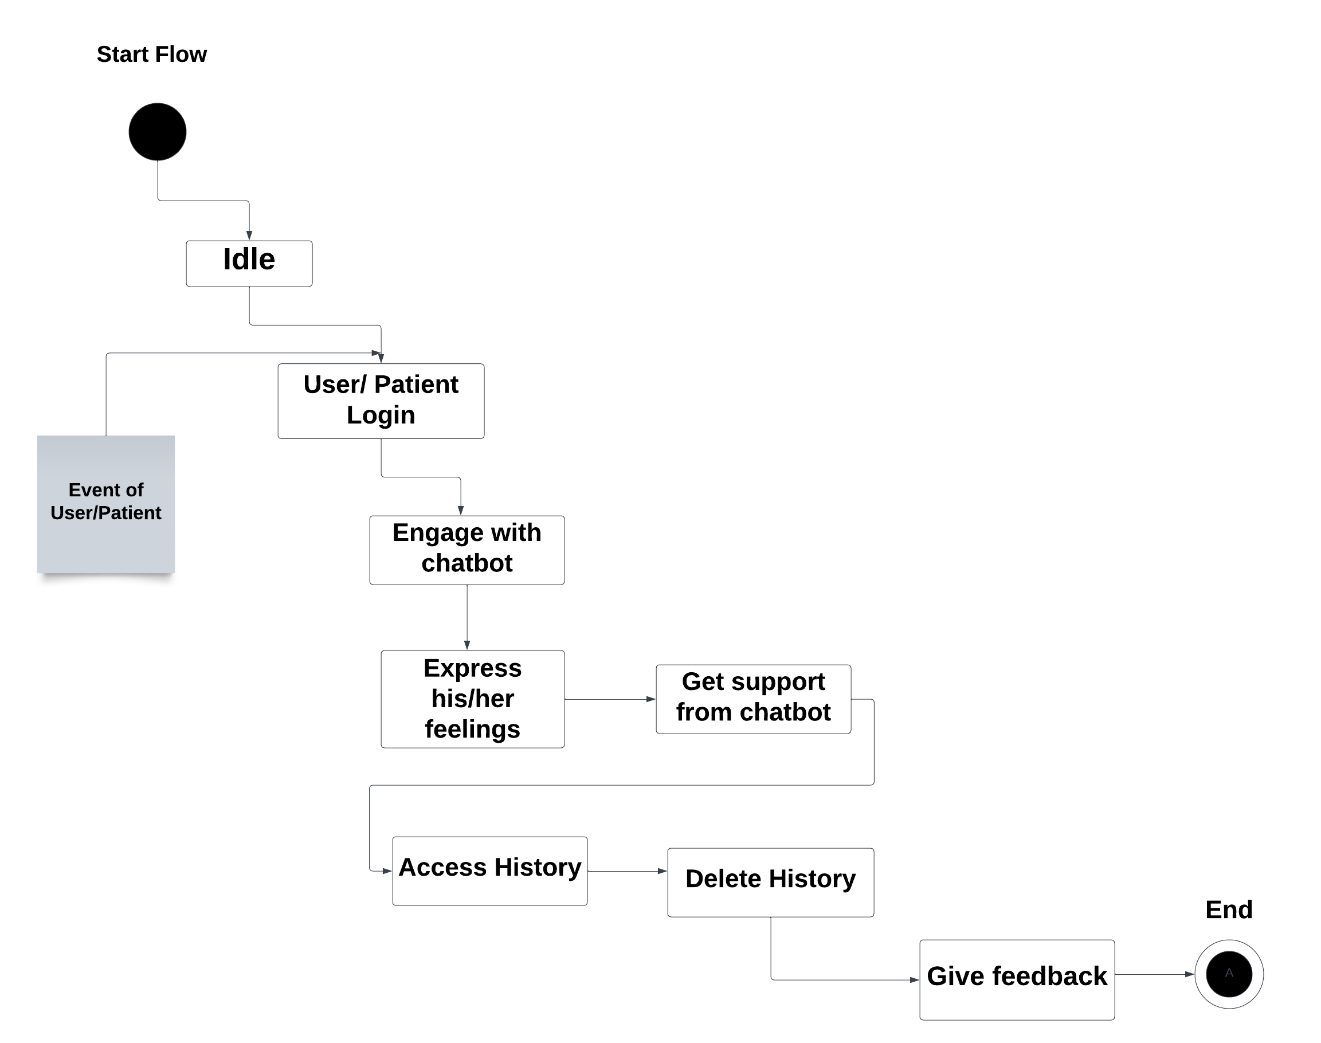 Start Flow
Idle
User/ Patient
Login
Event of
User/Patient
Engage with
chatbot
Express
his/her
feelings
Get support
from chatbot
Access History
Delete History
Give feedback
End
A